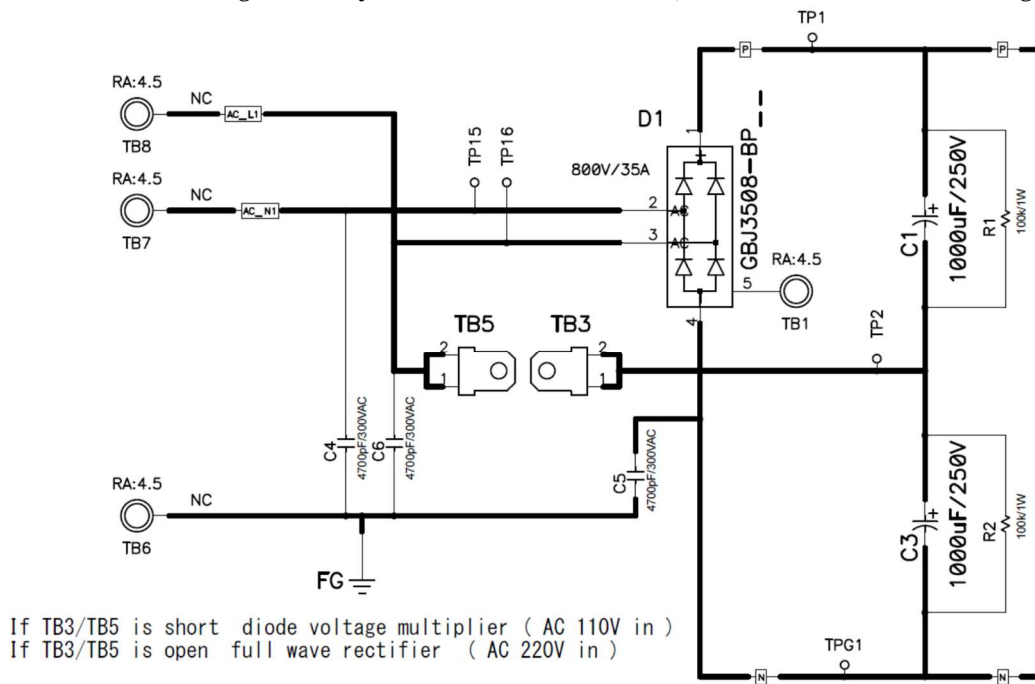 TP1
P
P
RA:4.5
NC
AC_L1
TB8
D1
1
800V/35A
GBJ3508-BP
TP15
TP16
RA:4.5
NC
AC_N1
TB7
2
AC
3
AC
+
-
5
RA:4.5
TB1
4
C1
+
1000uF/250V
R1
100k/1W
TB5
TB3
2
1
2
1
TP2
C4
4700pF/300VAC
C6
4700pF/300VAC
C5
4700pF/300VAC
RA:4.5
NC
TB6
C3
+
1000uF/250V
R2
100k/1W
FG
If TB3/TB5 is short diode voltage multiplier ( AC 110V in )
If TB3/TB5 is open full wave rectifier ( AC 220V in )
TPG1
N
N